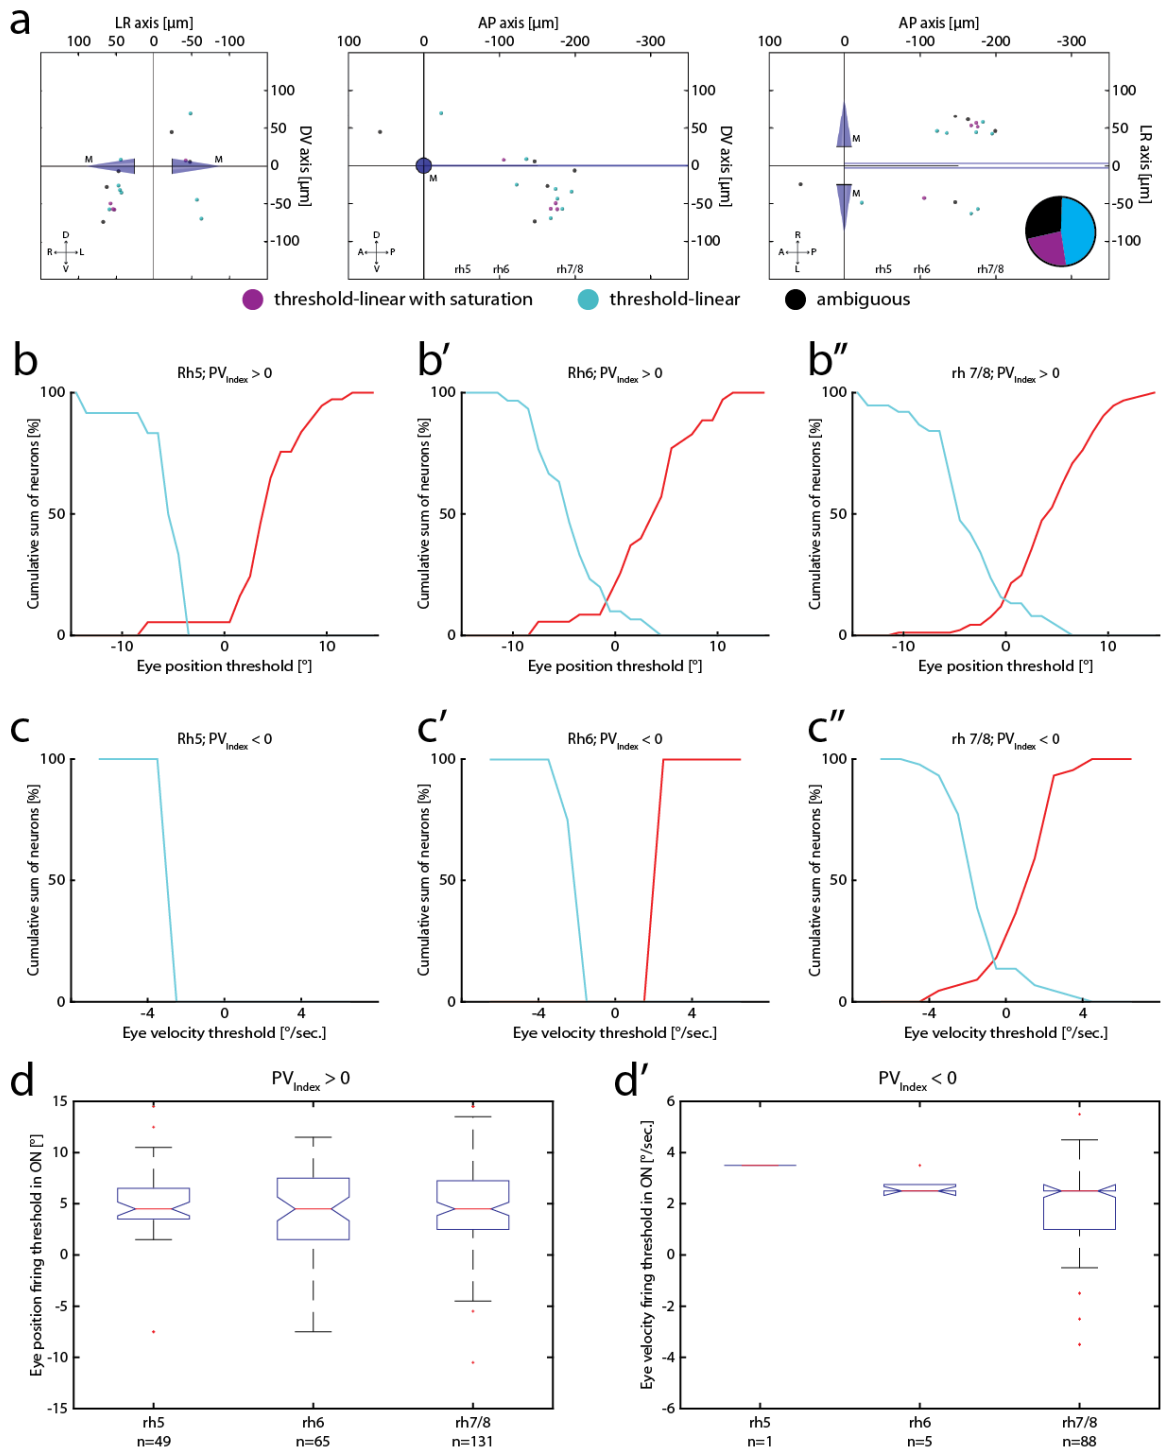 a
LR axis [µm]
AP axis [µm]
AP axis [µm]
100 50 0 -50 -100
100 0 -100 -200 -300
100 0 -100 -200 -300
100
50
0
-50
-100
DV axis [µm]
M M
D
R L
V
100
50
0
-50
-100
DV axis [µm]
M
D
A P
V
rh5 rh6 rh7/8
100
50
0
-50
-100
LR axis [µm]
M
M
R
A P
L
rh5 rh6 rh7/8
threshold-linear with saturation
threshold-linear
ambiguous
b
Rh5; PVIndex > 0
100
50
0
Cumulative sum of neurons [%]
-10 0 10
Eye position threshold [°]
b′
Rh6; PVIndex > 0
100
50
0
Cumulative sum of neurons [%]
-10 0 10
Eye position threshold [°]
b″
rh 7/8; PVIndex > 0
100
50
0
Cumulative sum of neurons [%]
-10 0 10
Eye position threshold [°]
c
Rh5; PVIndex < 0
100
50
0
Cumulative sum of neurons [%]
-4 0 4
Eye velocity threshold [°/sec.]
c′
Rh6; PVIndex < 0
100
50
0
Cumulative sum of neurons [%]
-4 0 4
Eye velocity threshold [°/sec.]
c″
rh 7/8; PVIndex < 0
100
50
0
Cumulative sum of neurons [%]
-4 0 4
Eye velocity threshold [°/sec.]
d
PVIndex > 0
15
10
5
0
-5
-10
-15
Eye position firing threshold in ON [°]
rh5 rh6 rh7/8
n=49 n=65 n=131
d′
PVIndex < 0
6
4
2
0
-2
-4
-6
Eye velocity firing threshold in ON [°/sec.]
rh5 rh6 rh7/8
n=1 n=5 n=88